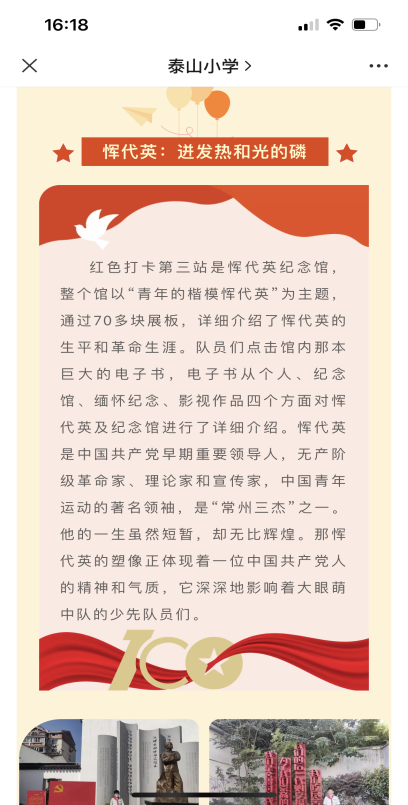 16:18
泰山小学
恽代英：迸发热和光的磷
红色打卡第三站是恽代英纪念馆，
整个馆以“青年的楷模恽代英”为主题，
通过70多块展板，详细介绍了恽代英的
生平和革命生涯。队员们点击馆内那本
巨大的电子书，电子书从个人、纪念
馆、缅怀纪念、影视作品四个方面对恽
代英及纪念馆进行了详细介绍。恽代英
是中国共产党早期重要领导人，无产阶
级革命家、理论家和宣传家，中国青年
运动的著名领袖，是“常州三杰”之一。
他的一生虽然短暂，却无比辉煌。那恽
代英的塑像正体现着一位中国共产党人
的精神和气质，它深深地影响着大眼萌
中队的少先队员们。
100